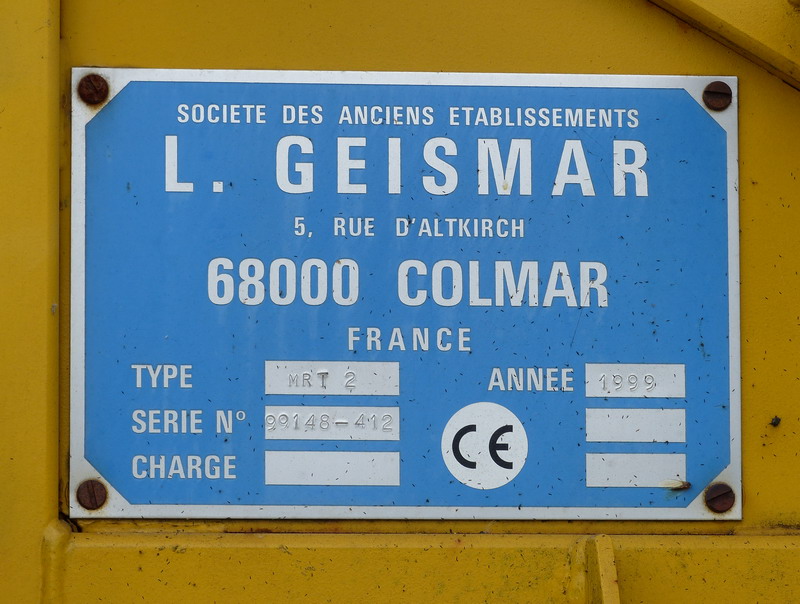 SOCIETE DES ANCIENS ETABLISSEMENTS
L. GEISMAR
5, RUE D'ALTKIRCH
68000 COLMAR
FRANCE
TYPE MRT 2 ANNEE 1999
SERIE Nº 99148-412
CHARGE CE